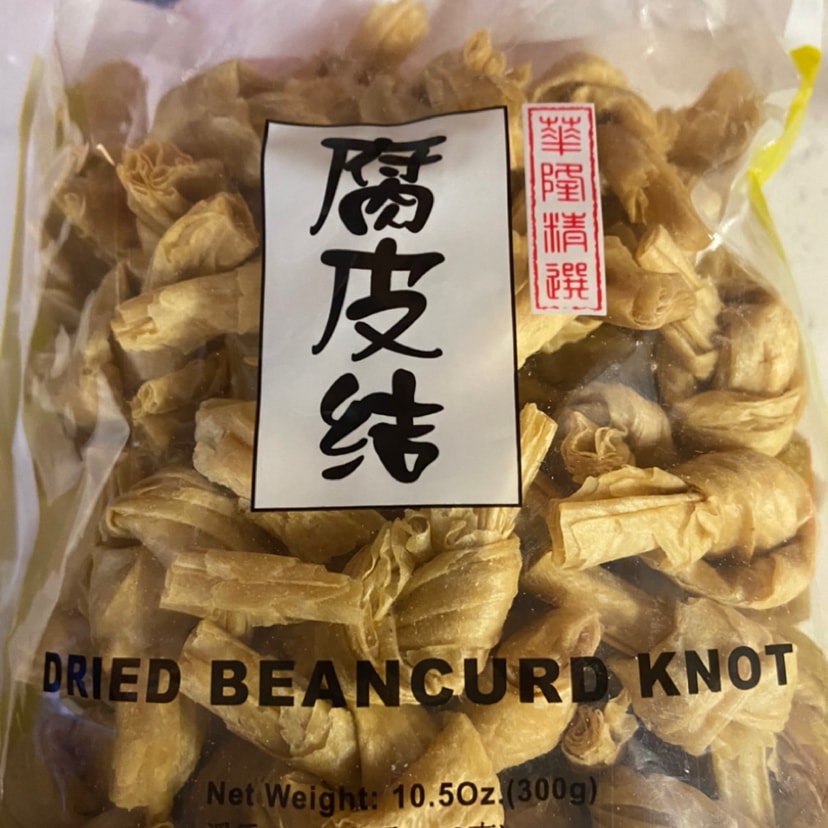 腐皮结
華隆精選
DRIED BEANCURD KNOT
Net Weight: 10.5Oz.(300g)